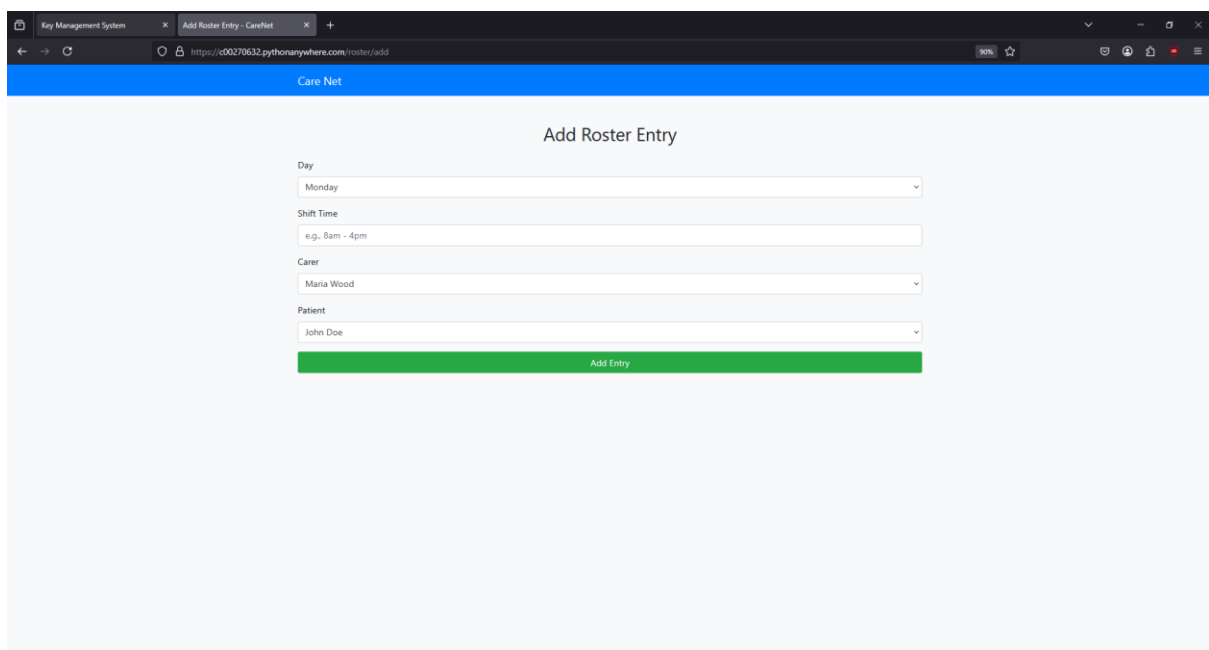 Key Management System
Add Roster Entry - CareNet
https://c00270632.pythonanywhere.com/roster/add
90%
Care Net
Add Roster Entry
Day
Monday
Shift Time
e.g., 8am - 4pm
Carer
Maria Wood
Patient
John Doe
Add Entry